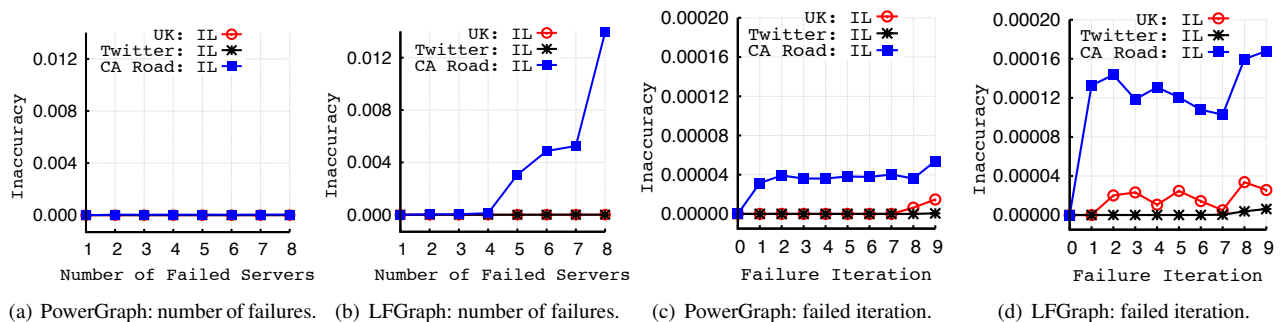 UK: IL
Twitter: IL
CA Road: IL
0.012
0.008
0.004
0.000
Inaccuracy
1 2 3 4 5 6 7 8
Number of Failed Servers
(a) PowerGraph: number of failures.
UK: IL
Twitter: IL
CA Road: IL
0.012
0.008
0.004
0.000
Inaccuracy
1 2 3 4 5 6 7 8
Number of Failed Servers
(b) LFGraph: number of failures.
0.00020
UK: IL
Twitter: IL
0.00016
CA Road: IL
0.00012
0.00008
0.00004
0.00000
Inaccuracy
0 1 2 3 4 5 6 7 8 9
Failure Iteration
(c) PowerGraph: failed iteration.
0.00020
UK: IL
Twitter: IL
0.00016
CA Road: IL
0.00012
0.00008
0.00004
0.00000
Inaccuracy
0 1 2 3 4 5 6 7 8 9
Failure Iteration
(d) LFGraph: failed iteration.